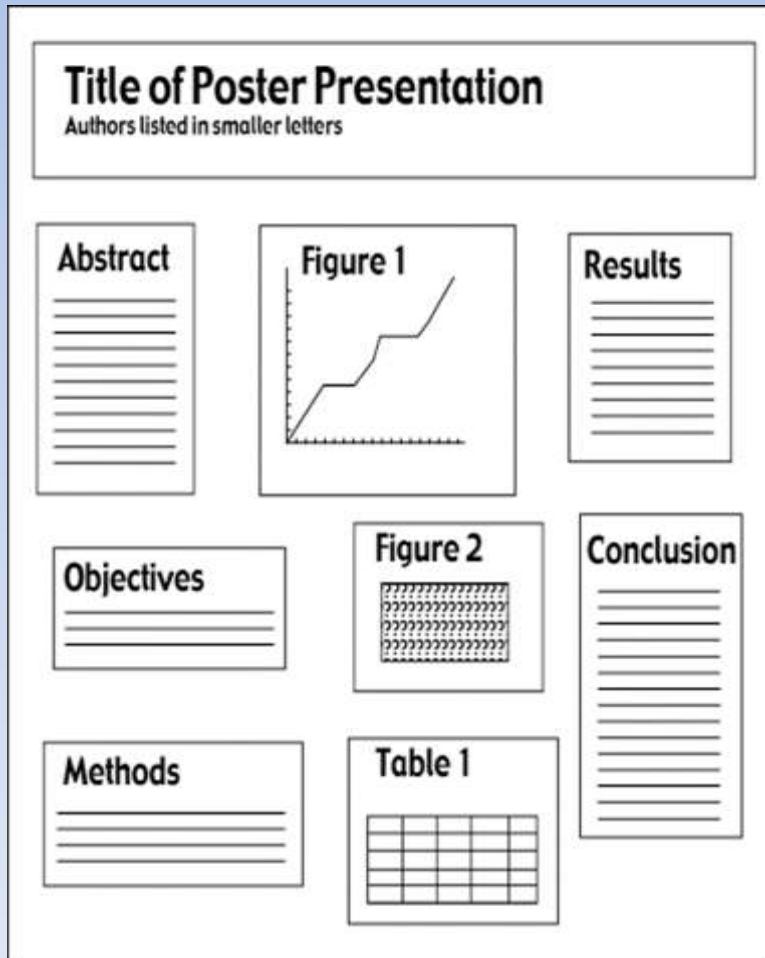 Title of Poster Presentation
Authors listed in smaller letters
Abstract
Objectives
Methods
Figure 1
Figure 2
Table 1
Results
Conclusion